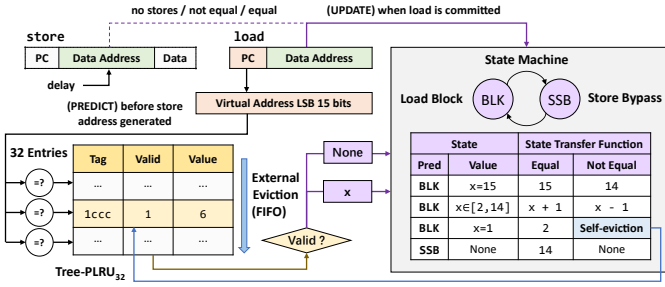 no stores / not equal / equal
(UPDATE) when load is committed
store
load
PC Data Address Data
PC Data Address
delay
(PREDICT) before store
address generated
Virtual Address LSB 15 bits
32 Entries
Tag Valid Value
... ... ...
1ccc 1 6
... ... ...
=?
=?
=?
Tree-PLRU32
External
Eviction
(FIFO)
None
x
Valid ?
State Machine
Load Block
BLK
SSB
Store Bypass
State State Transfer Function
Pred Value Equal Not Equal
BLK x=15 15 14
BLK x∈[2,14] x + 1 x - 1
BLK x=1 2 Self-eviction
SSB None 14 None